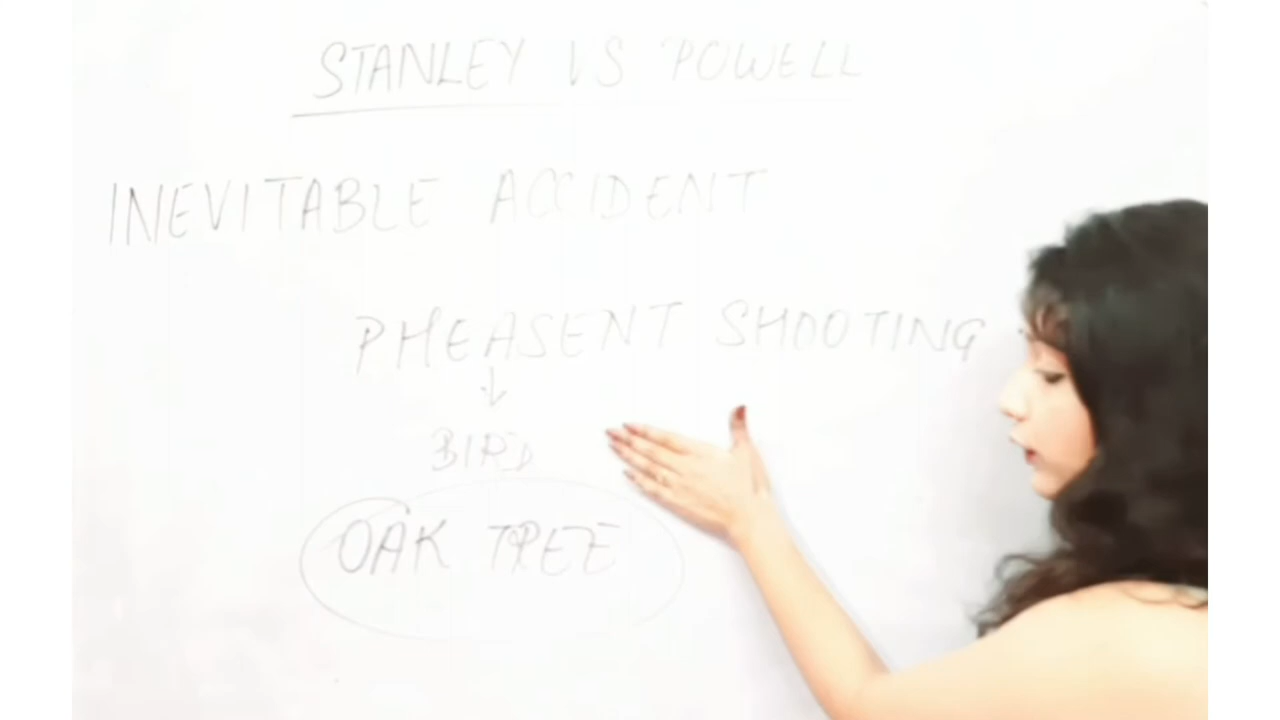 STANLEY VS POWELL
INEVITABLE ACCIDENT
PHEASENT SHOOTING
↓
BIRD
OAK TREE